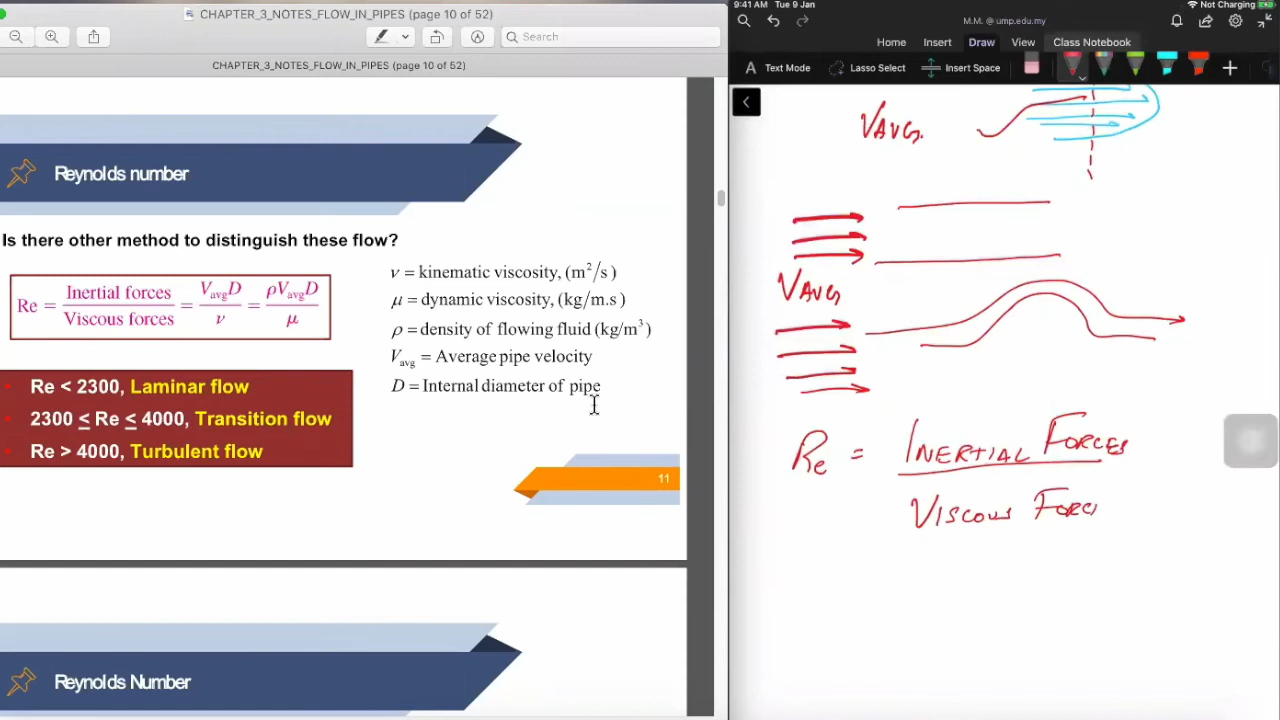 CHAPTER_3_NOTES_FLOW_IN_PIPES (page 10 of 52)
Search
CHAPTER_3_NOTES_FLOW_IN_PIPES (page 10 of 52)
Reynolds number
Is there other method to distinguish these flow?
Re = Inertial forces / Viscous forces = V_avg D / ν = ρV_avg D / μ
• Re < 2300, Laminar flow
• 2300 ≤ Re ≤ 4000, Transition flow
• Re > 4000, Turbulent flow
ν = kinematic viscosity, (m²/s )
μ = dynamic viscosity, (kg/m.s )
ρ = density of flowing fluid (kg/m³ )
V_avg = Average pipe velocity
D = Internal diameter of pipe
11
Reynolds Number
9:41 AM Tue 9 Jan
Not Charging
M.M. @ ump.edu.my
Home Insert Draw View Class Notebook
A Text Mode Lasso Select Insert Space
VAVG.
VAVG
Re = INERTIAL FORCES
VISCOUS FORC